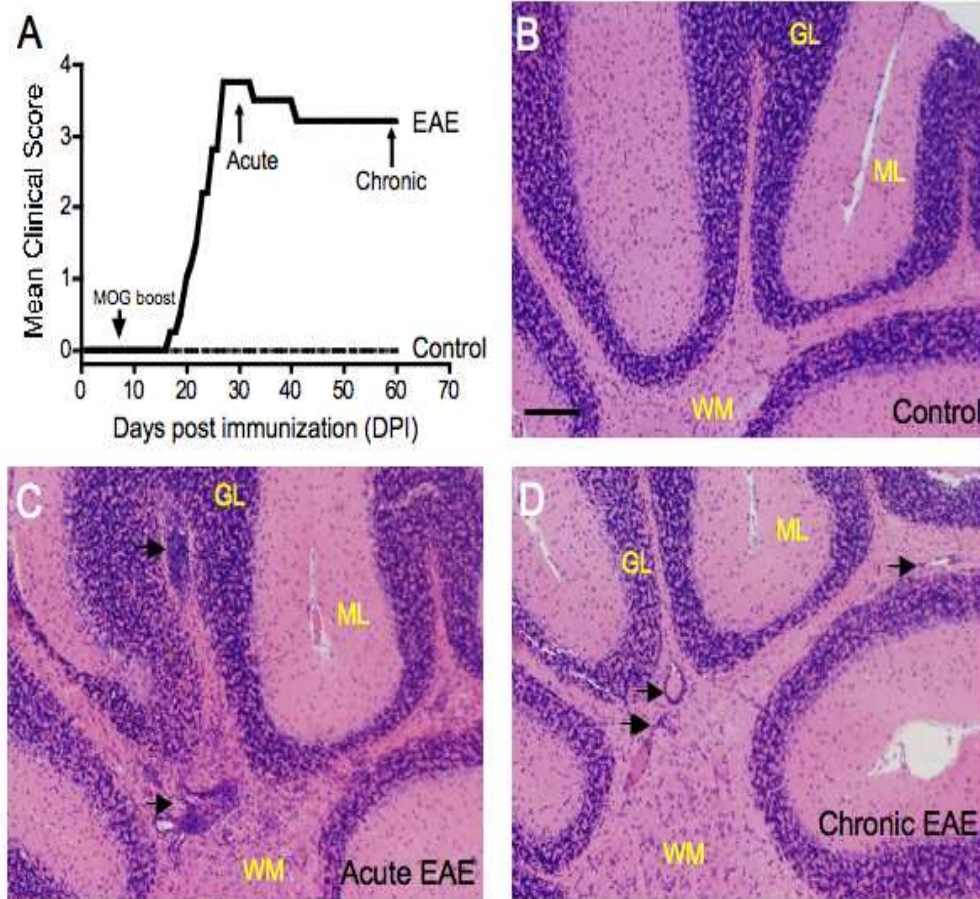 A
Mean Clinical Score
4
3
2
1
0
MOG boost
Acute
EAE
Chronic
Control
0 10 20 30 40 50 60 70
Days post immunization (DPI)
B
GL
ML
WM
Control
C
GL
ML
WM
Acute EAE
D
GL
ML
WM
Chronic EAE